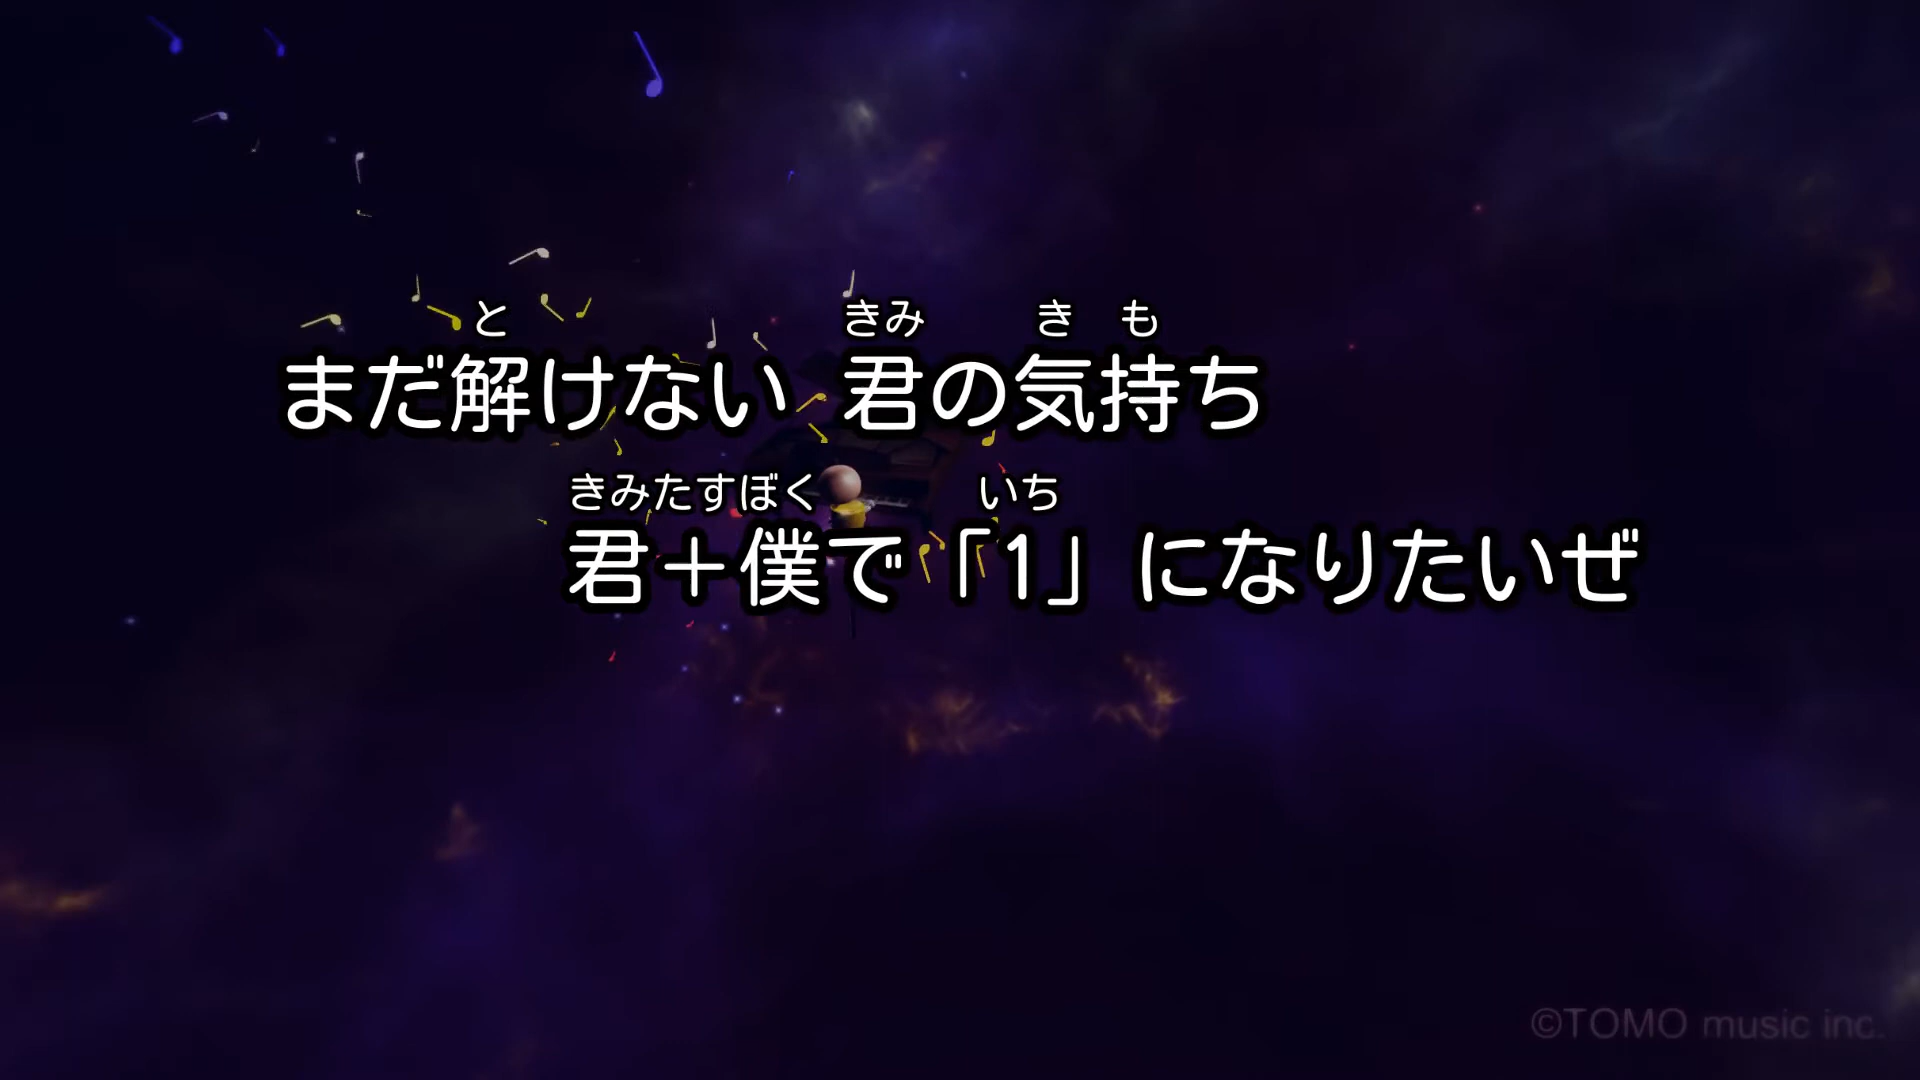 と きみ き も
まだ解けない 君の気持ち
きみたすぼく いち
君＋僕で「1」になりたいぜ
©TOMO music inc.